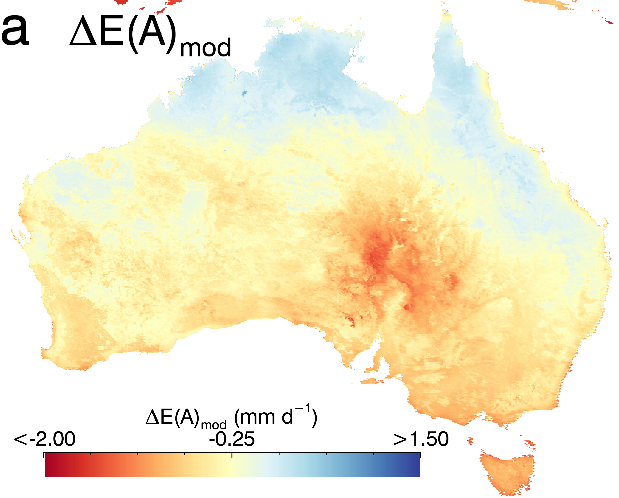 a ΔE(A)mod
ΔE(A)mod (mm d−1)
<-2.00 -0.25 >1.50